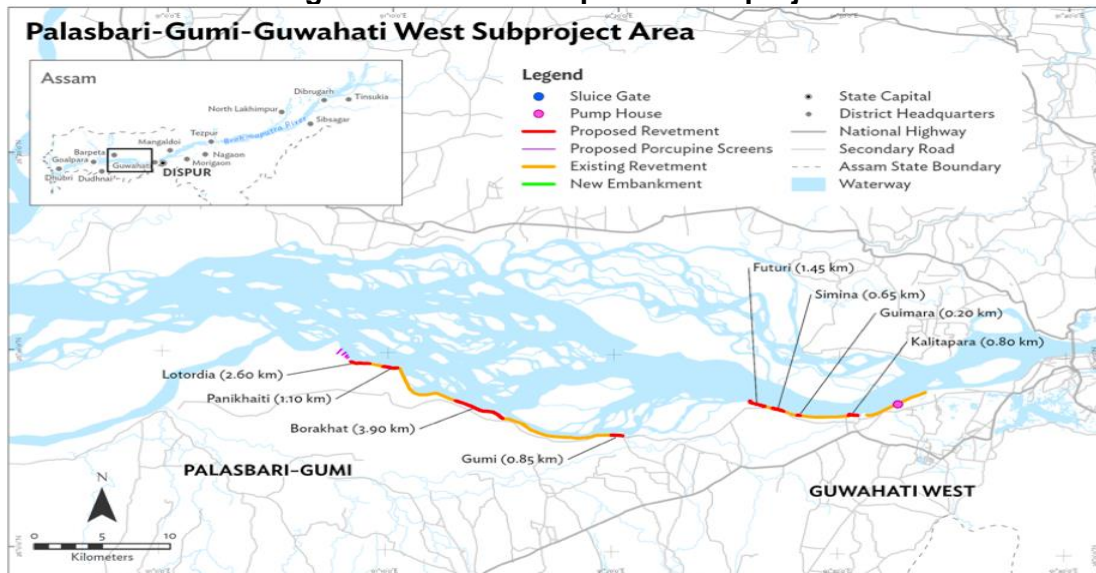 Palasbari-Gumi-Guwahati West Subproject Area
Assam
Dibrugarh
Tinsukia
North Lakhimpur
Sibsagar
Brahmaputra River
Tezpur
Mangaldoi
Barpeta
Nagaon
Goalpara
Guwahati
Morigaon
Dhubri
Dudhnai
DISPUR
Legend
Sluice Gate
Pump House
Proposed Revetment
Proposed Porcupine Screens
Existing Revetment
New Embankment
State Capital
District Headquarters
National Highway
Secondary Road
Assam State Boundary
Waterway
Futuri (1.45 km)
Simina (0.65 km)
Guimara (0.20 km)
Kalitapara (0.80 km)
Lotordia (2.60 km)
Panikhaiti (1.10 km)
Borakhat (3.90 km)
Gumi (0.85 km)
PALASBARI-GUMI
GUWAHATI WEST
N
0 5 10
Kilometers